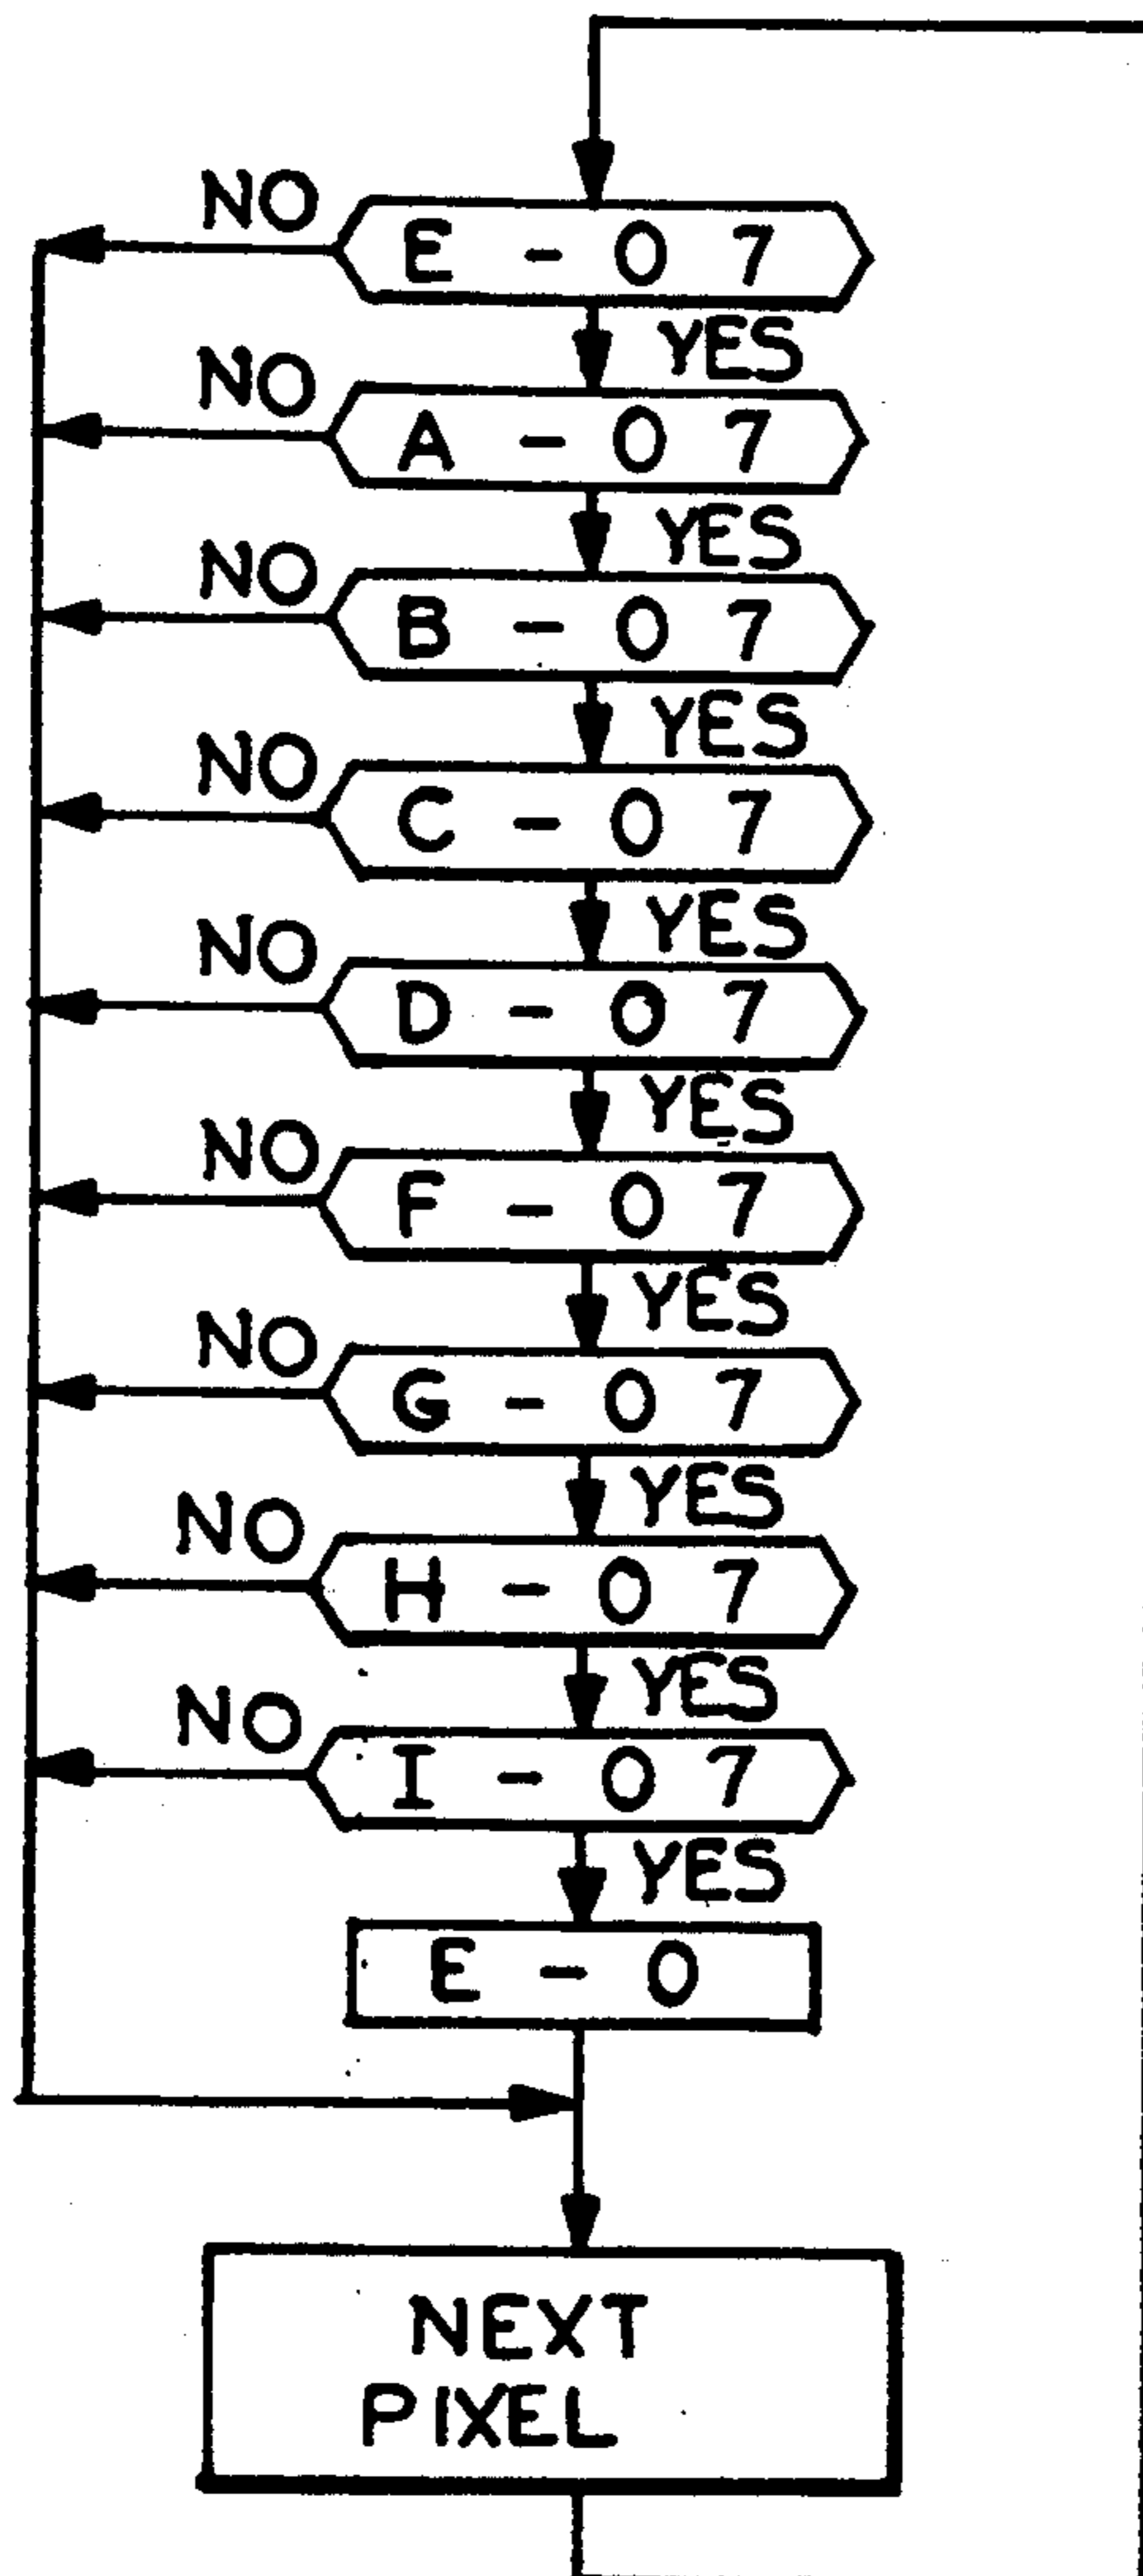 NO
E - 0 7
YES
NO
A - 0 7
YES
NO
B - 0 7
YES
NO
C - 0 7
YES
NO
D - 0 7
YES
NO
F - 0 7
YES
NO
G - 0 7
YES
NO
H - 0 7
YES
NO
I - 0 7
YES
E - 0
NEXT
PIXEL